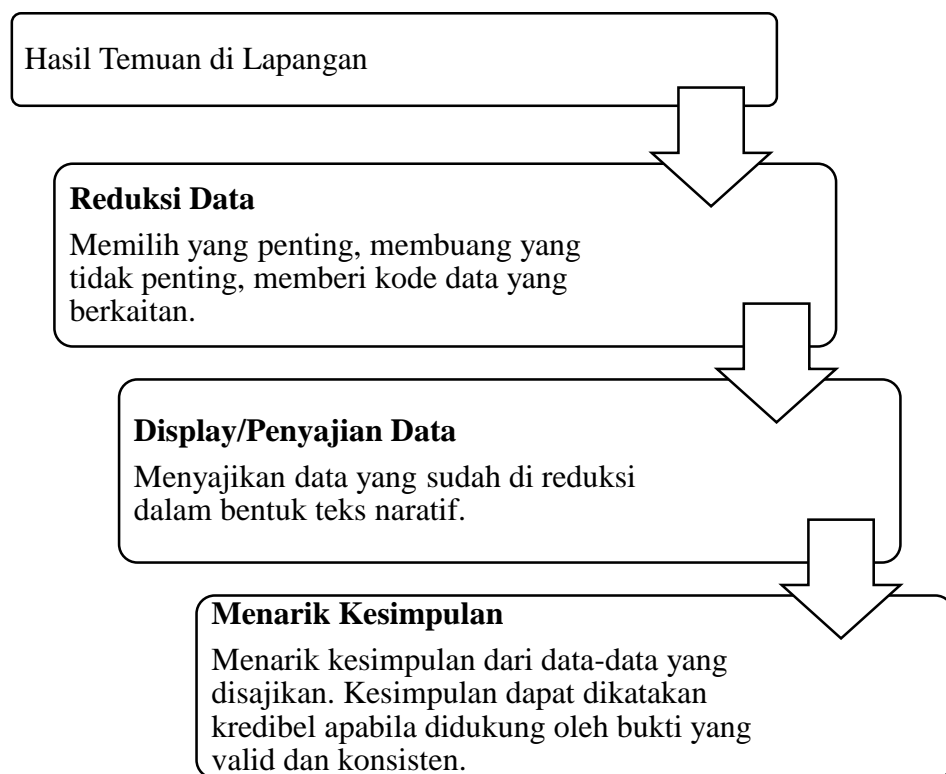 Hasil Temuan di Lapangan
Reduksi Data
Memilih yang penting, membuang yang
tidak penting, memberi kode data yang
berkaitan.
Display/Penyajian Data
Menyajikan data yang sudah di reduksi
dalam bentuk teks naratif.
Menarik Kesimpulan
Menarik kesimpulan dari data-data yang
disajikan. Kesimpulan dapat dikatakan
kredibel apabila didukung oleh bukti yang
valid dan konsisten.